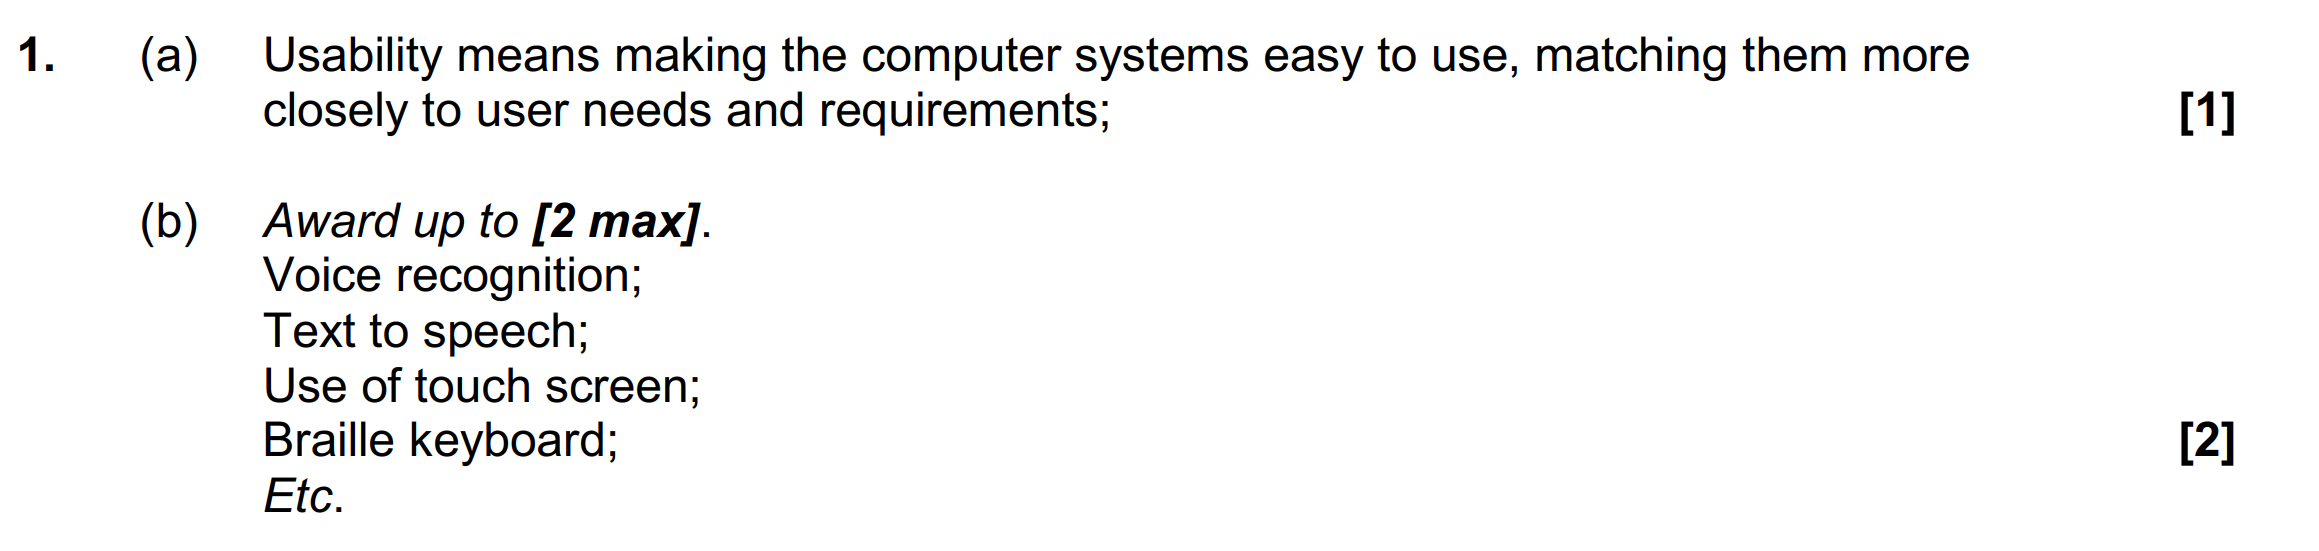 1. (a) Usability means making the computer systems easy to use, matching them more
closely to user needs and requirements; [1]
(b) Award up to [2 max].
Voice recognition;
Text to speech;
Use of touch screen;
Braille keyboard; [2]
Etc.